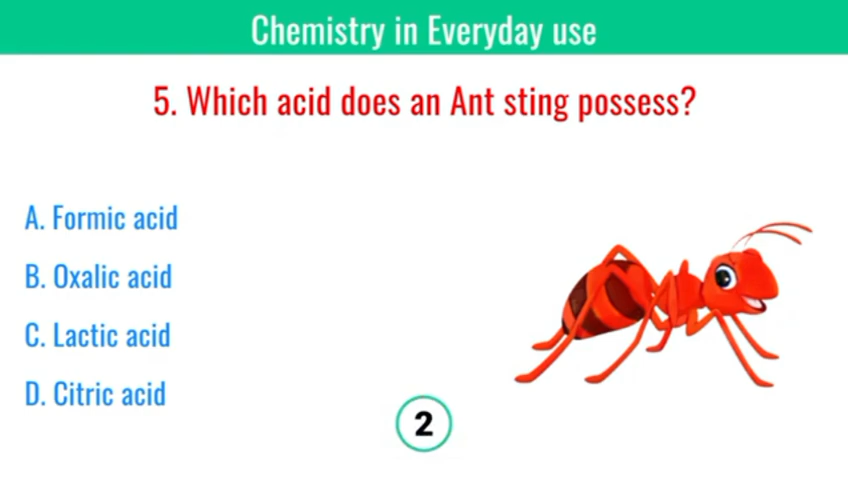 Chemistry in Everyday use
5. Which acid does an Ant sting possess?
A. Formic acid
B. Oxalic acid
C. Lactic acid
D. Citric acid
2